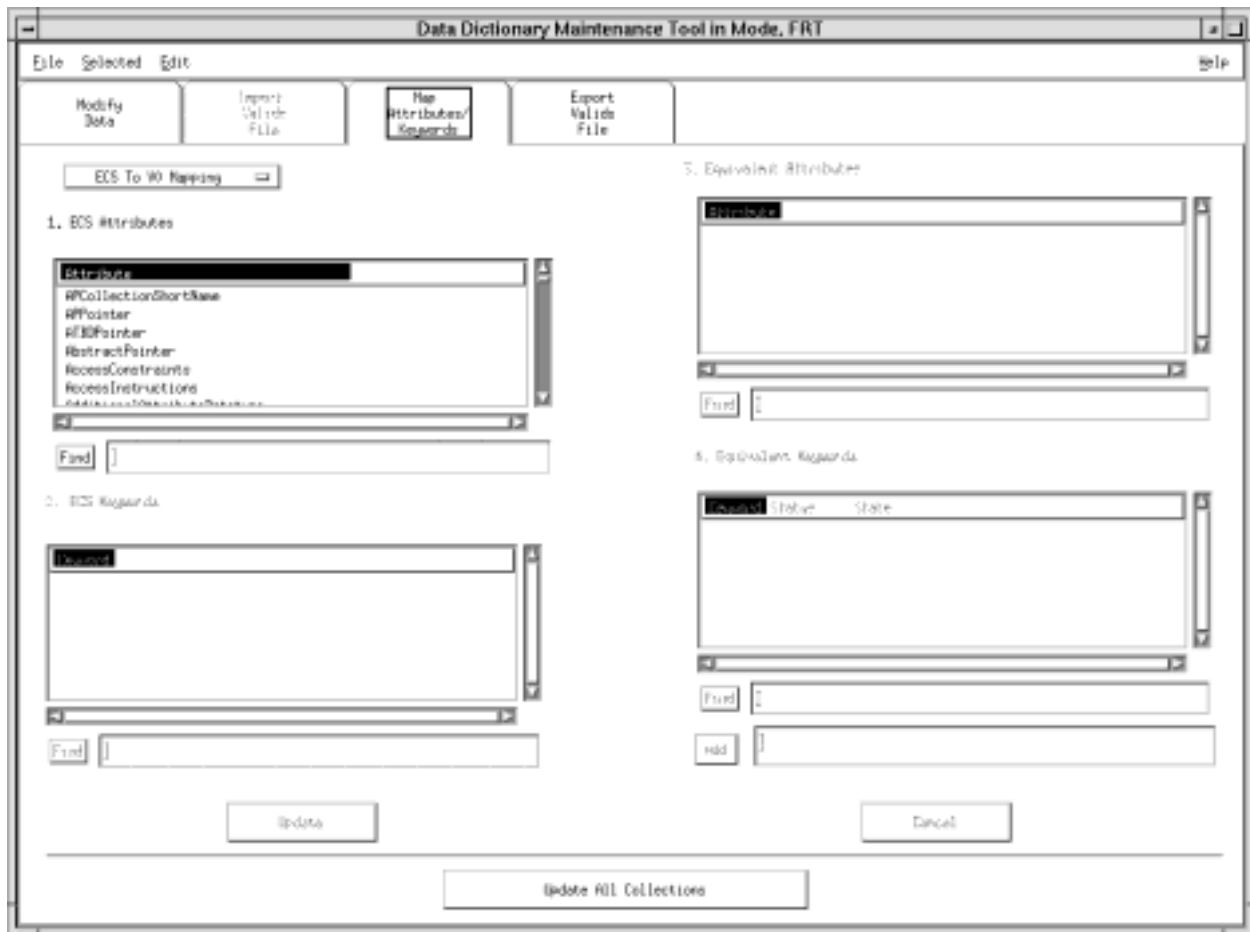 Data Dictionary Maintenance Tool in Mode, FRT
File Selected Edit Help
Modify
Data
Import
Valids
File
Map
Attributes/
Keywords
Export
Valids
File
ECS To V0 Mapping
1. ECS Attributes
Attribute
APCollectionShortName
APPointer
ATBDPointer
AbstractPointer
AccessConstraints
AccessInstructions
AdditionalAttributeDatatype
Find
2. ECS Keywords
Keyword
Find
3. Equivalent Attributes
Attribute
Find
4. Equivalent Keywords
Keyword Status State
Find
Add
Update
Cancel
Update All Collections